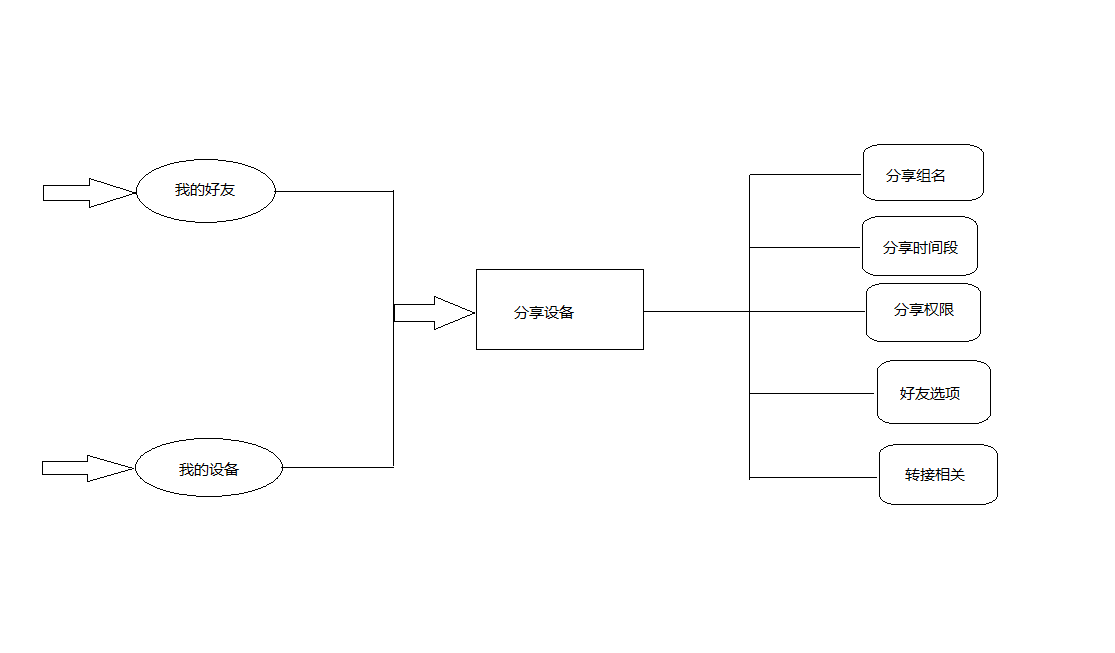 我的好友
我的设备
分享设备
分享组名
分享时间段
分享权限
好友选项
转接相关